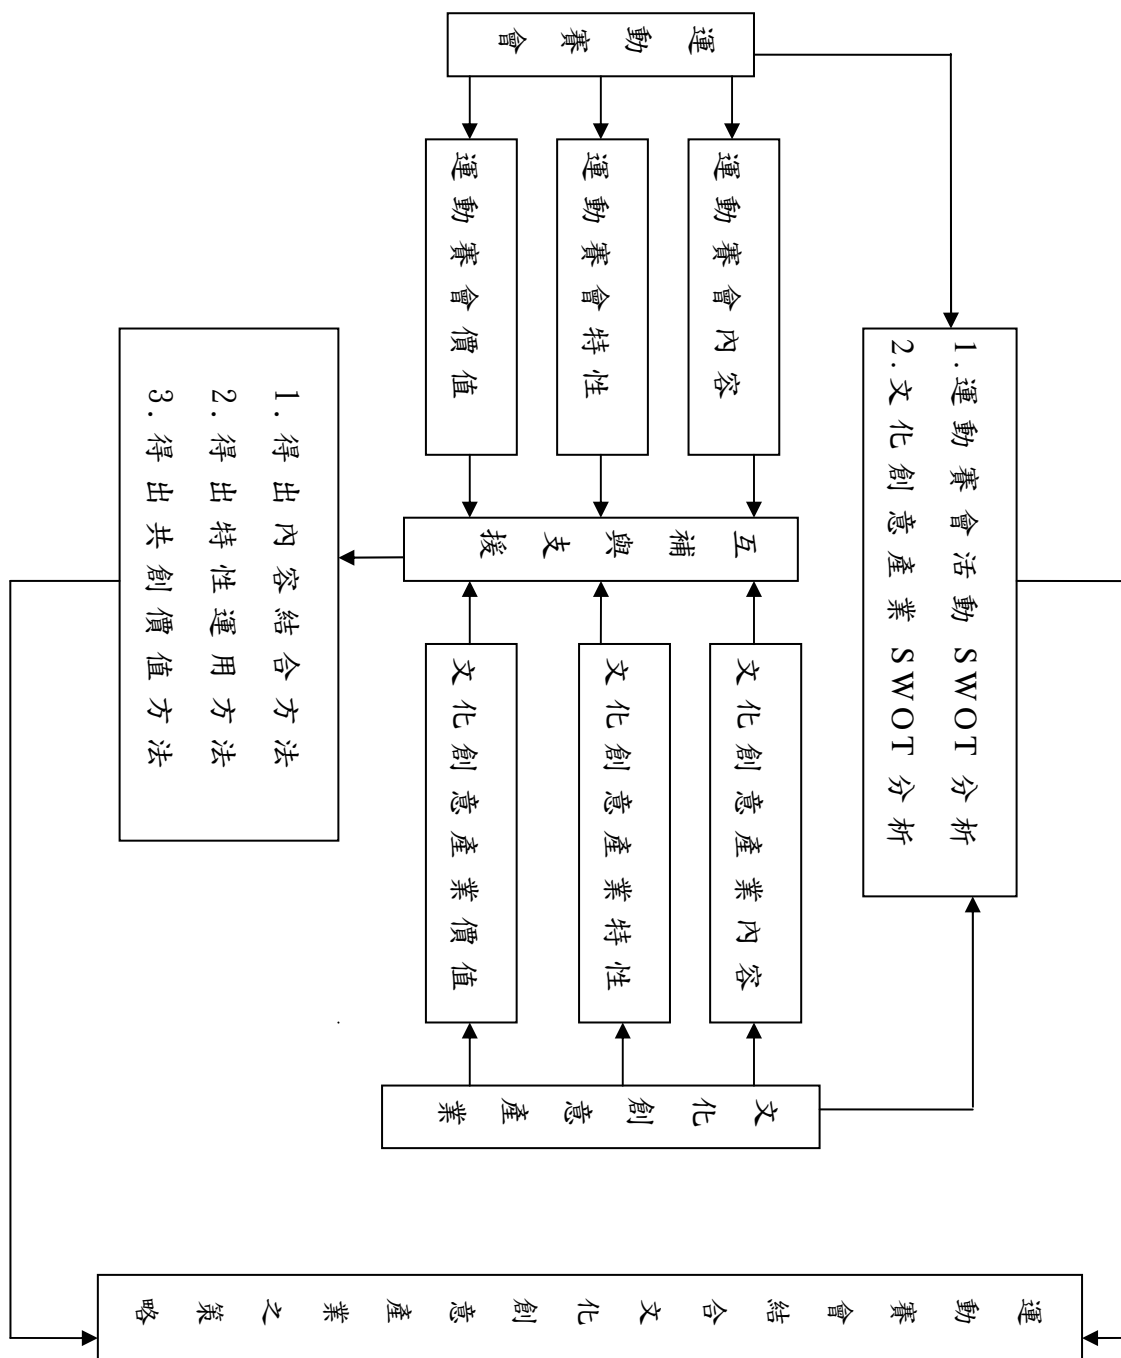 運動賽會
運動賽會內容
運動賽會特性
運動賽會價值
1.運動賽會活動 SWOT 分析
2.文化創意產業 SWOT 分析
互補與支援
1.得出內容結合方法
2.得出特性運用方法
3.得出共創價值方法
文化創意產業內容
文化創意產業特性
文化創意產業價值
文化創意產業
運動賽會結合文化創意產業之策略